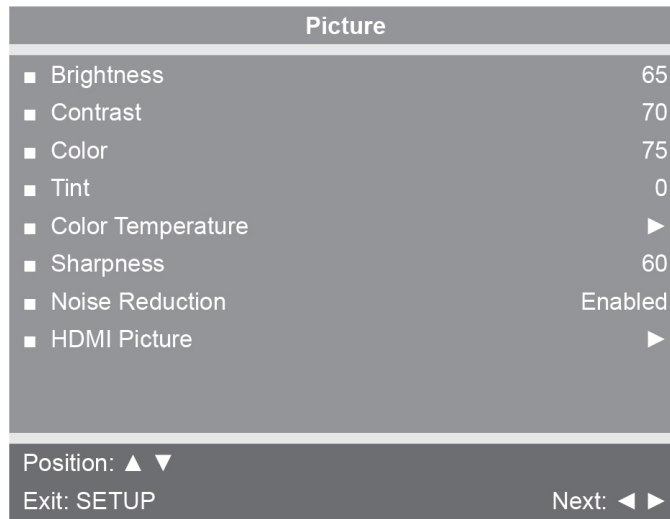 Picture
■ Brightness 65
■ Contrast 70
■ Color 75
■ Tint 0
■ Color Temperature ►
■ Sharpness 60
■ Noise Reduction Enabled
■ HDMI Picture ►
Position: ▲ ▼
Exit: SETUP Next: ◄ ►